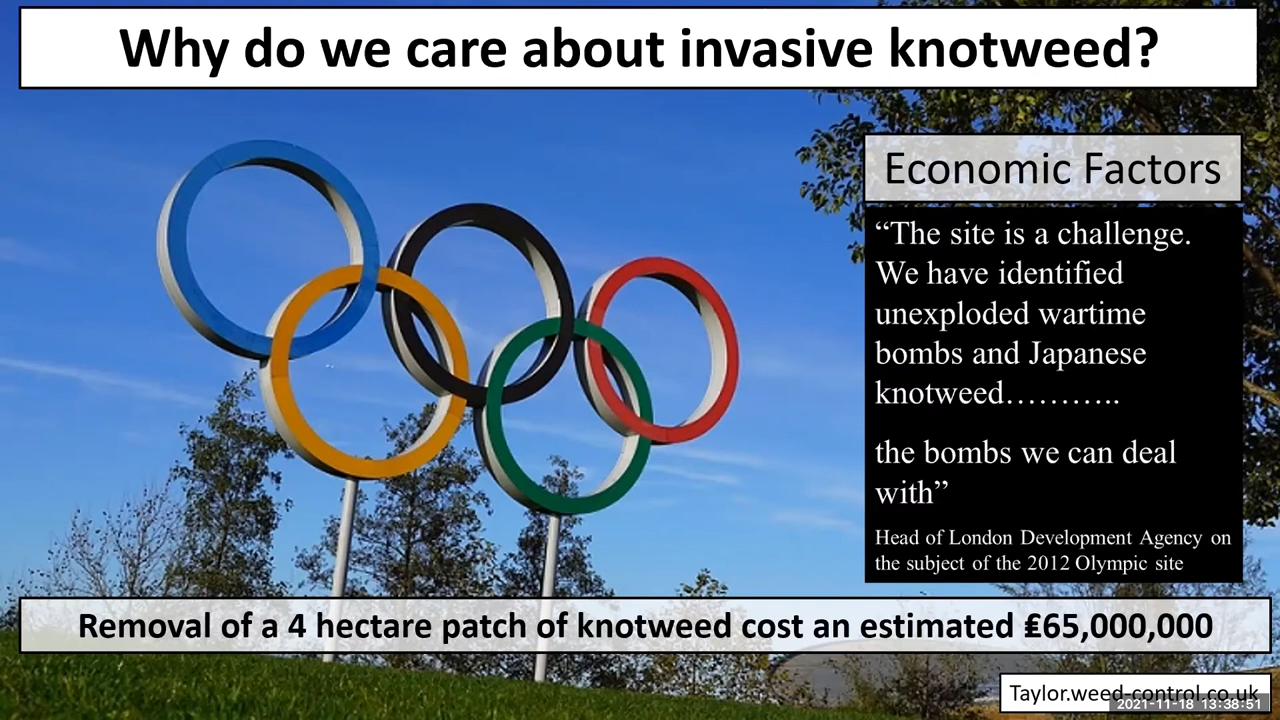 Why do we care about invasive knotweed?
Economic Factors
“The site is a challenge.
We have identified
unexploded wartime
bombs and Japanese
knotweed………..
the bombs we can deal
with”
Head of London Development Agency on
the subject of the 2012 Olympic site
Removal of a 4 hectare patch of knotweed cost an estimated ₤65,000,000
Taylor.weed-control.co.uk
2021-11-18 13:38:51